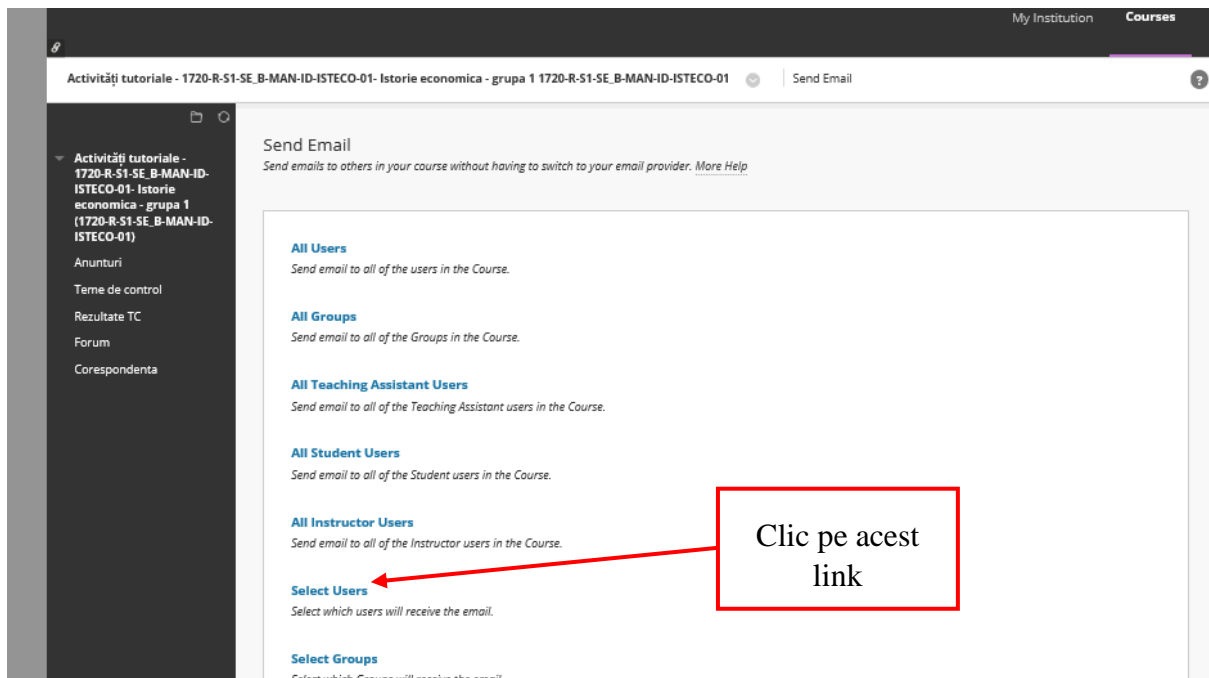 My Institution Courses
Activități tutoriale - 1720-R-S1-SE_B-MAN-ID-ISTECO-01- Istorie economica - grupa 1 1720-R-S1-SE_B-MAN-ID-ISTECO-01 Send Email ?
Activități tutoriale -
1720-R-S1-SE_B-MAN-ID-
ISTECO-01- Istorie
economica - grupa 1
(1720-R-S1-SE_B-MAN-ID-
ISTECO-01)
Anunturi
Teme de control
Rezultate TC
Forum
Corespondenta
Send Email
Send emails to others in your course without having to switch to your email provider. More Help
All Users
Send email to all of the users in the Course.
All Groups
Send email to all of the Groups in the Course.
All Teaching Assistant Users
Send email to all of the Teaching Assistant users in the Course.
All Student Users
Send email to all of the Student users in the Course.
All Instructor Users
Send email to all of the Instructor users in the Course.
Select Users
Select which users will receive the email.
Select Groups
Select which Groups will receive the email.
Clic pe acest
link